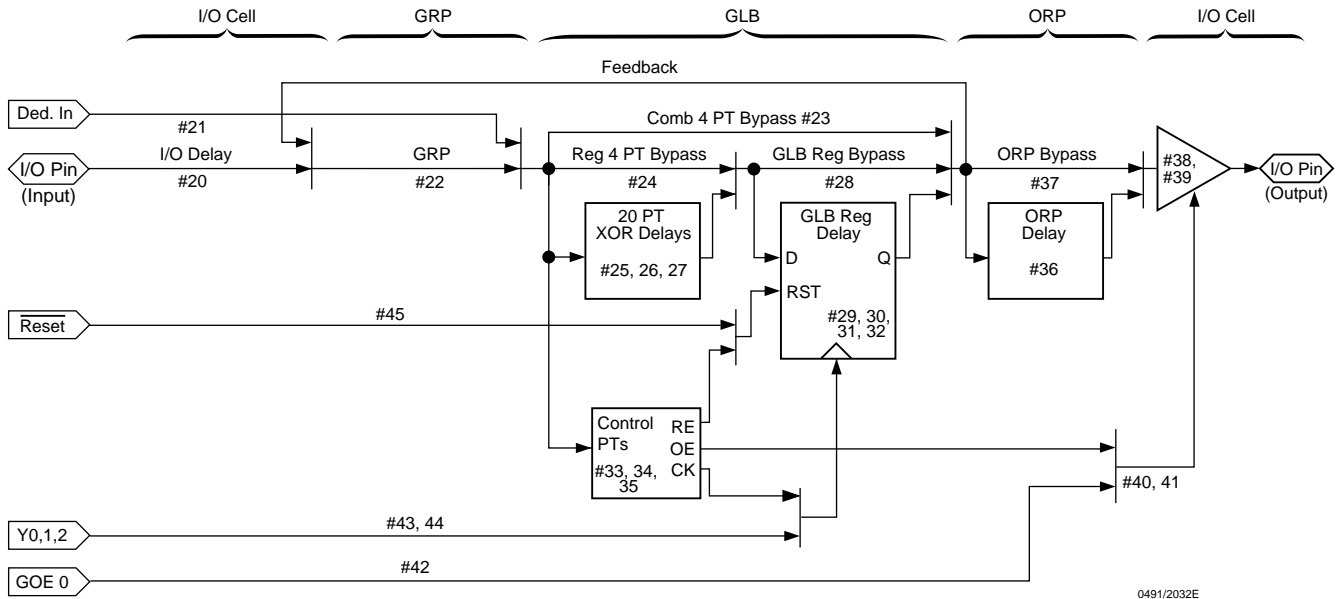 I/O Cell
GRP
GLB
ORP
I/O Cell
Feedback
Ded. In
#21
Comb 4 PT Bypass #23
I/O Pin
(Input)
I/O Delay
#20
GRP
#22
Reg 4 PT Bypass
#24
GLB Reg Bypass
#28
ORP Bypass
#37
#38,
#39
I/O Pin
(Output)
20 PT
XOR Delays
#25, 26, 27
GLB Reg
Delay
D
Q
RST
#29, 30,
31, 32
ORP
Delay
#36
Reset
#45
Control
PTs
#33, 34,
35
RE
OE
CK
#40, 41
Y0,1,2
#43, 44
GOE 0
#42
0491/2032E